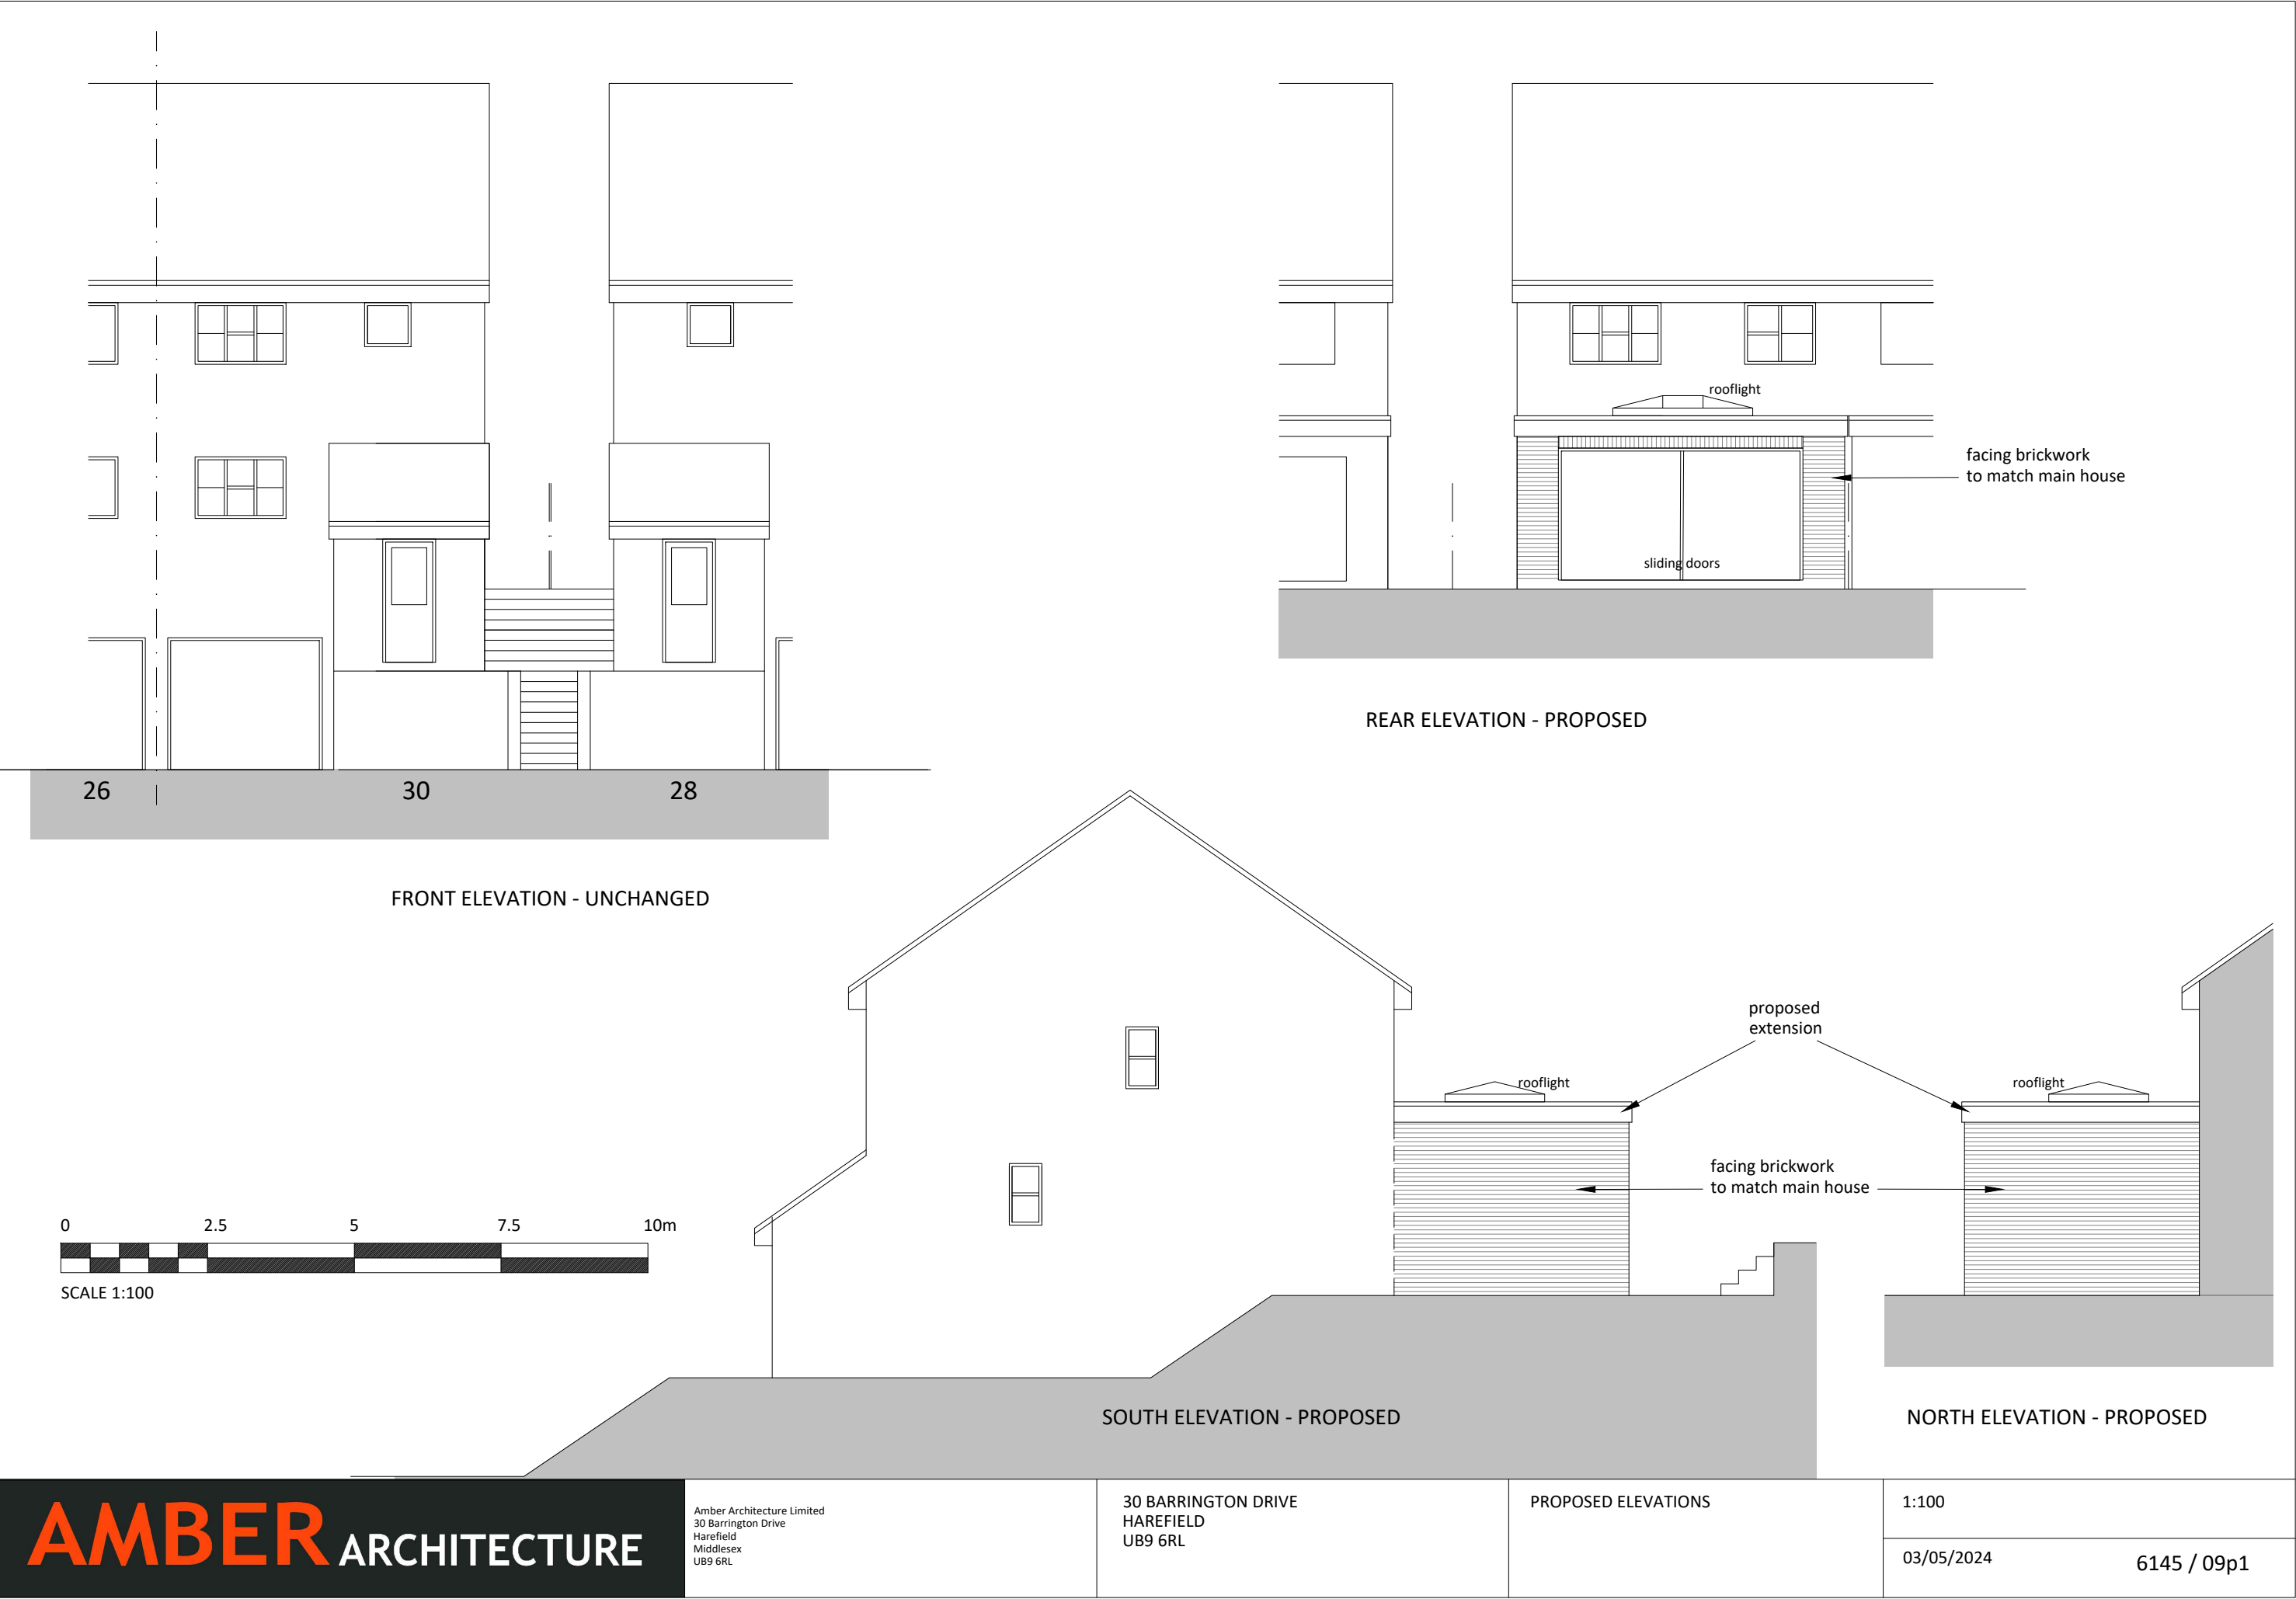 rooflight
facing brickwork
to match main house
sliding doors
REAR ELEVATION - PROPOSED
26
30
28
FRONT ELEVATION - UNCHANGED
proposed
extension
rooflight
rooflight
facing brickwork
to match main house
0
2.5
5
7.5
10m
SCALE 1:100
SOUTH ELEVATION - PROPOSED
NORTH ELEVATION - PROPOSED
AMBER ARCHITECTURE
Amber Architecture Limited
30 Barrington Drive
Harefield
Middlesex
UB9 6RL
30 BARRINGTON DRIVE
HAREFIELD
UB9 6RL
PROPOSED ELEVATIONS
1:100
03/05/2024
6145 / 09p1